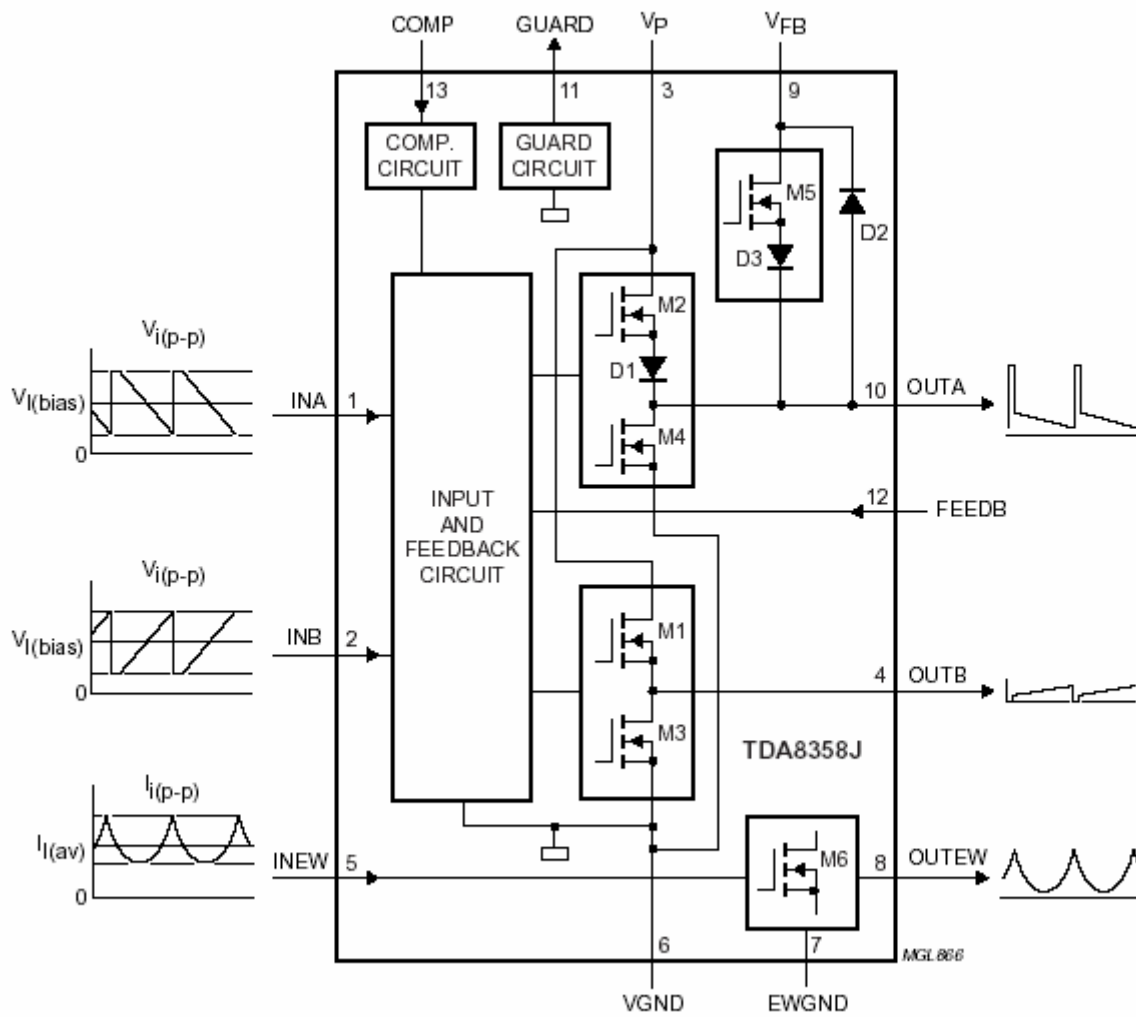 COMP GUARD VP VFB
13 11 3 9
COMP.
CIRCUIT
GUARD
CIRCUIT
M5
D2
D3
M2
D1
M4
Vi(p-p)
VI(bias)
0
INA 1
10 OUTA
12 FEEDB
INPUT
AND
FEEDBACK
CIRCUIT
Vi(p-p)
VI(bias)
0
INB 2
M1
4 OUTB
M3
TDA8358J
Ii(p-p)
II(av)
0
INEW 5
M6
8 OUTEW
6 7
MGL866
VGND EWGND